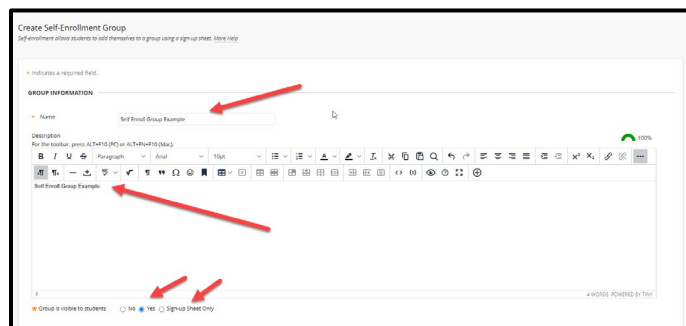 Create Self-Enrollment Group
Self-enrollment allows students to add themselves to a group using a sign-up sheet. More Help
* Indicates a required field.
GROUP INFORMATION
* Name Self Enroll Group Example
Description
For the toolbar, press ALT+F10 (PC) or ALT+FN+F10 (Mac).
100%
B I U S Paragraph Arial 10pt
Self Enroll Group Example
P 4 WORDS POWERED BY TINY
* Group is visible to students No Yes Sign-up Sheet Only